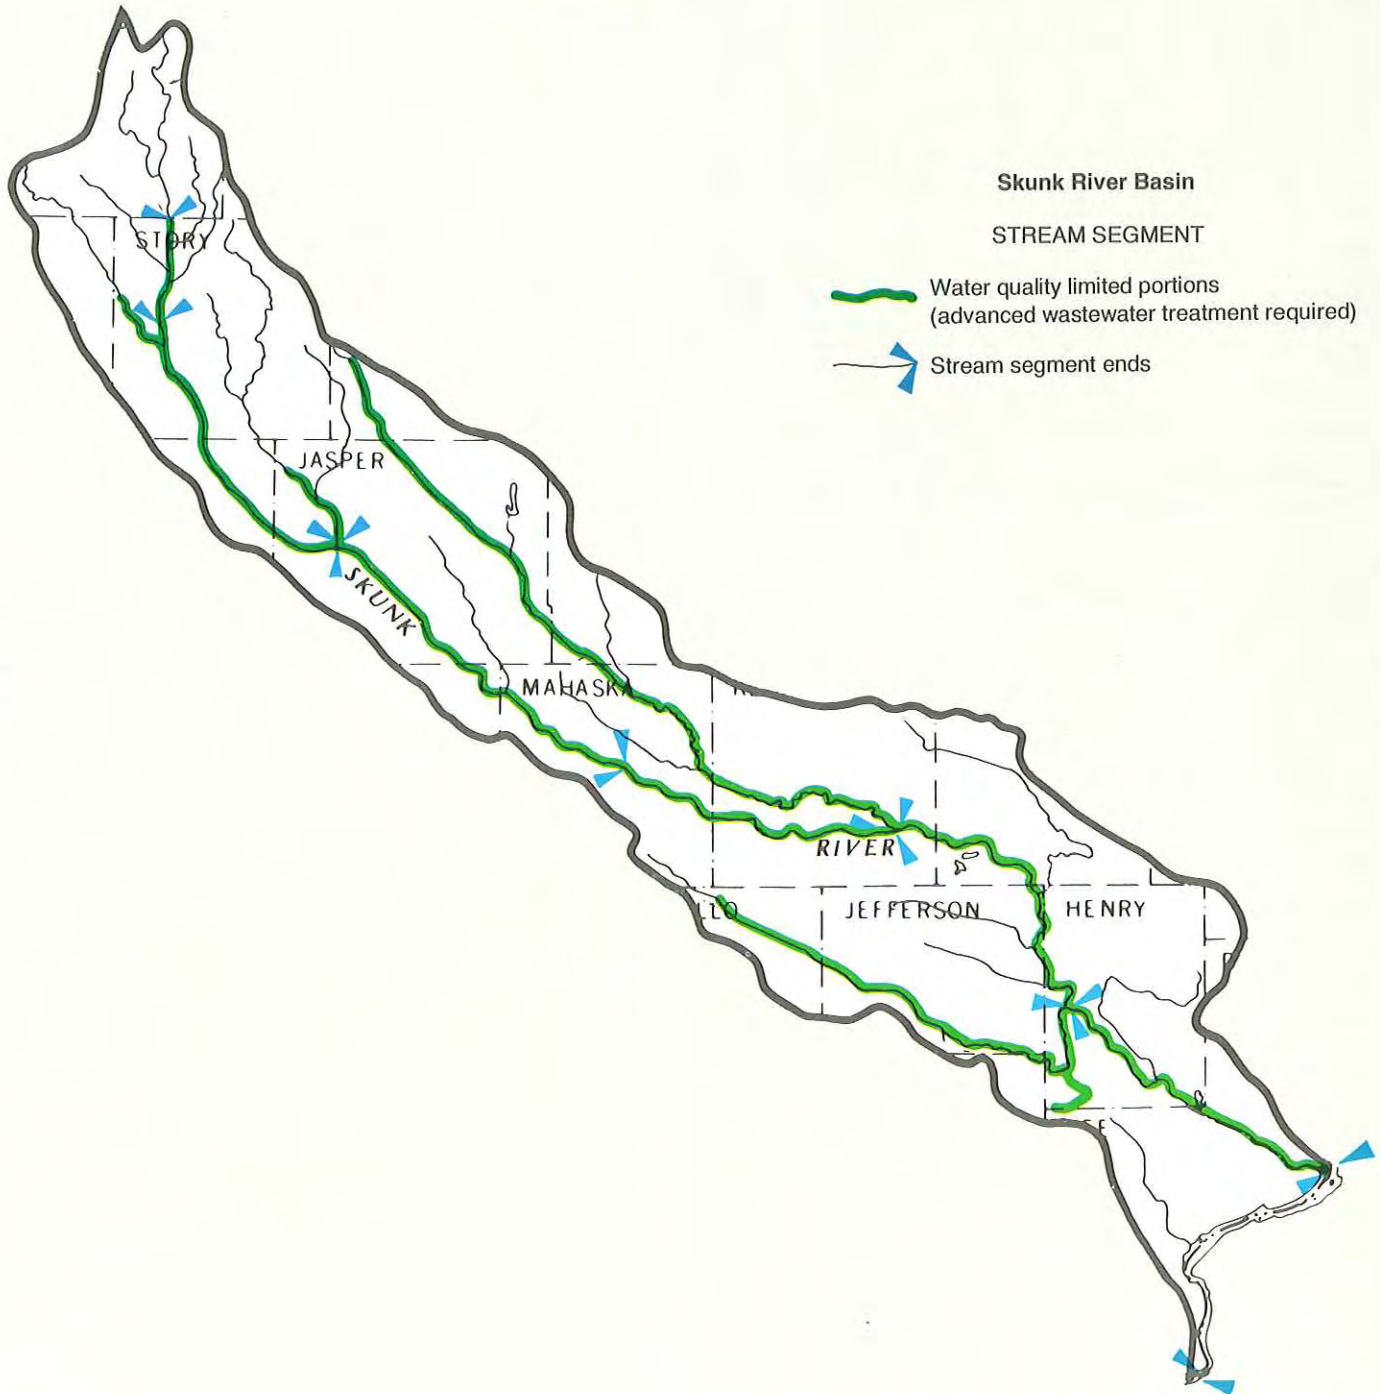 Skunk River Basin
STREAM SEGMENT
Water quality limited portions
(advanced wastewater treatment required)
Stream segment ends
STORY
JASPER
SKUNK
MAHASKA
RIVER
LLO
JEFFERSON
HENRY